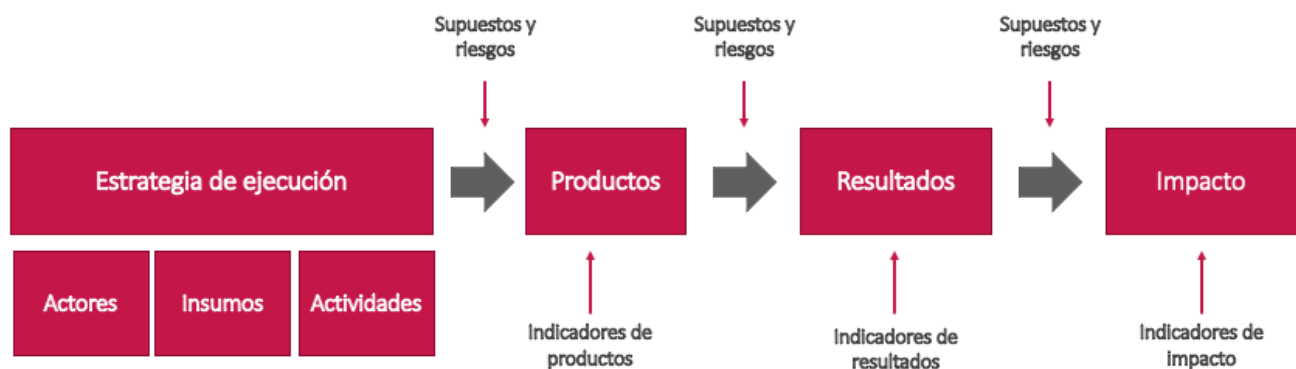 Supuestos y
riesgos
Supuestos y
riesgos
Supuestos y
riesgos
Estrategia de ejecución
Productos
Resultados
Impacto
Actores
Insumos
Actividades
Indicadores de
productos
Indicadores de
resultados
Indicadores de
impacto